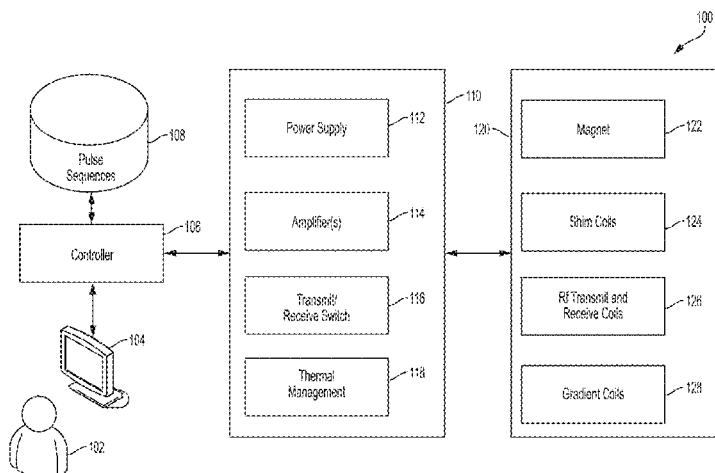 100
108
Pulse
Sequences
106
Controller
104
102
110
Power Supply
112
Amplifier(s)
114
Transmit/
Receive Switch
116
Thermal
Management
118
120
Magnet
122
Shim Coils
124
Rf Transmit and
Receive Coils
126
Gradient Coils
128